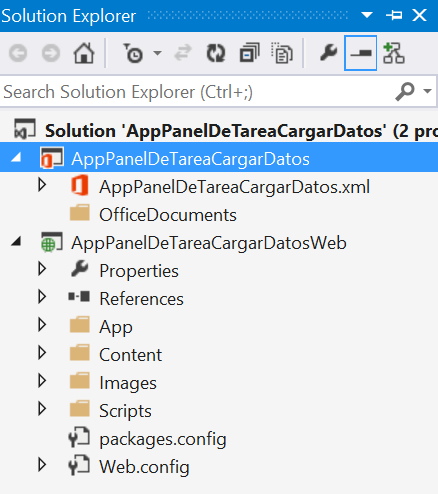 Solution Explorer
Search Solution Explorer (Ctrl+;)
Solution 'AppPanelDeTareaCargarDatos' (2 pro
AppPanelDeTareaCargarDatos
AppPanelDeTareaCargarDatos.xml
OfficeDocuments
AppPanelDeTareaCargarDatosWeb
Properties
References
App
Content
Images
Scripts
packages.config
Web.config